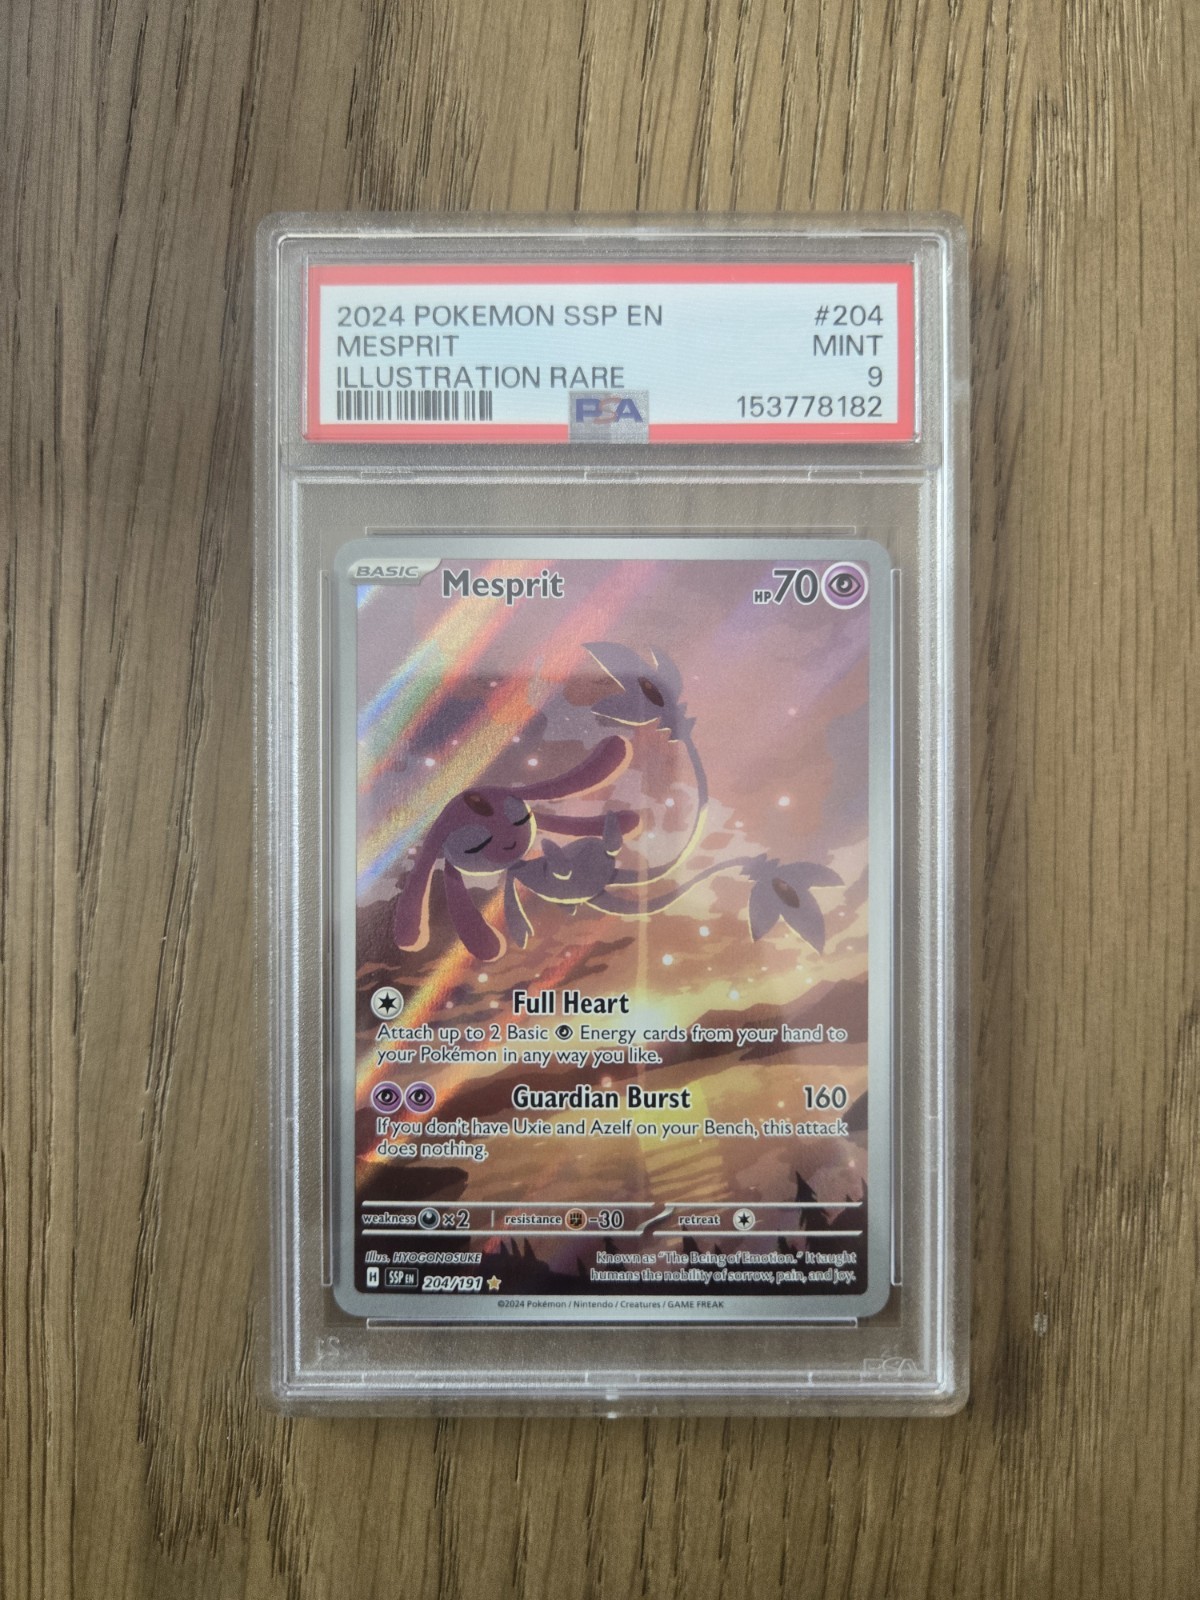 2024 POKEMON SSP EN #204
MESPRIT MINT
ILLUSTRATION RARE 9
PSA 153778182
BASIC Mesprit HP70
Full Heart
Attach up to 2 Basic Energy cards from your hand to
your Pokémon in any way you like.
Guardian Burst 160
If you don't have Uxie and Azelf on your Bench, this attack
does nothing.
weakness ×2 resistance -30 retreat
Illus. HYOGONOSUKE
Known as "The Being of Emotion." It taught
humans the nobility of sorrow, pain, and joy.
H SSP EN 204/191
©2024 Pokémon / Nintendo / Creatures / GAME FREAK
PSA